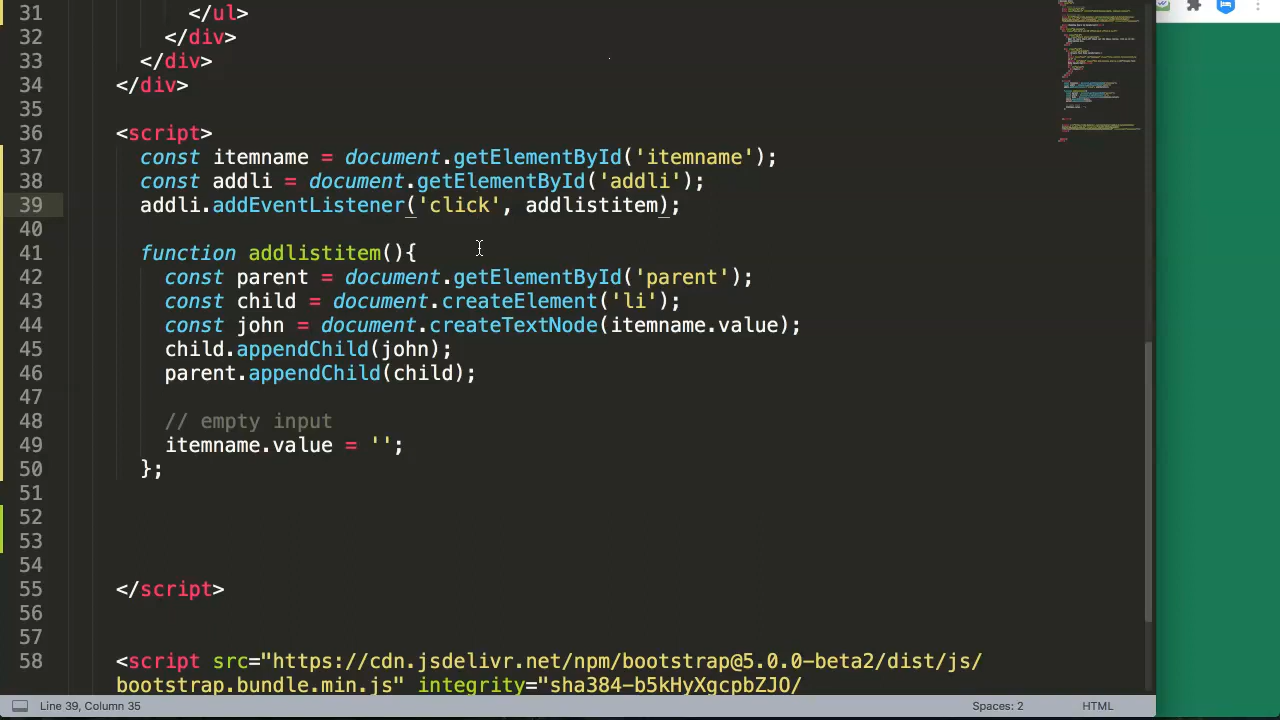 31 </ul>
32 </div>
33 </div>
34 </div>
35
36 <script>
37 const itemname = document.getElementById('itemname');
38 const addli = document.getElementById('addli');
39 addli.addEventListener('click', addlistitem);
40
41 function addlistitem(){
42 const parent = document.getElementById('parent');
43 const child = document.createElement('li');
44 const john = document.createTextNode(itemname.value);
45 child.appendChild(john);
46 parent.appendChild(child);
47
48 // empty input
49 itemname.value = '';
50 };
51
52
53
54
55 </script>
56
57
58 <script src="https://cdn.jsdelivr.net/npm/bootstrap@5.0.0-beta2/dist/js/
bootstrap.bundle.min.js" integrity="sha384-b5kHyXgcpbZJO/
Line 39, Column 35 Spaces: 2 HTML